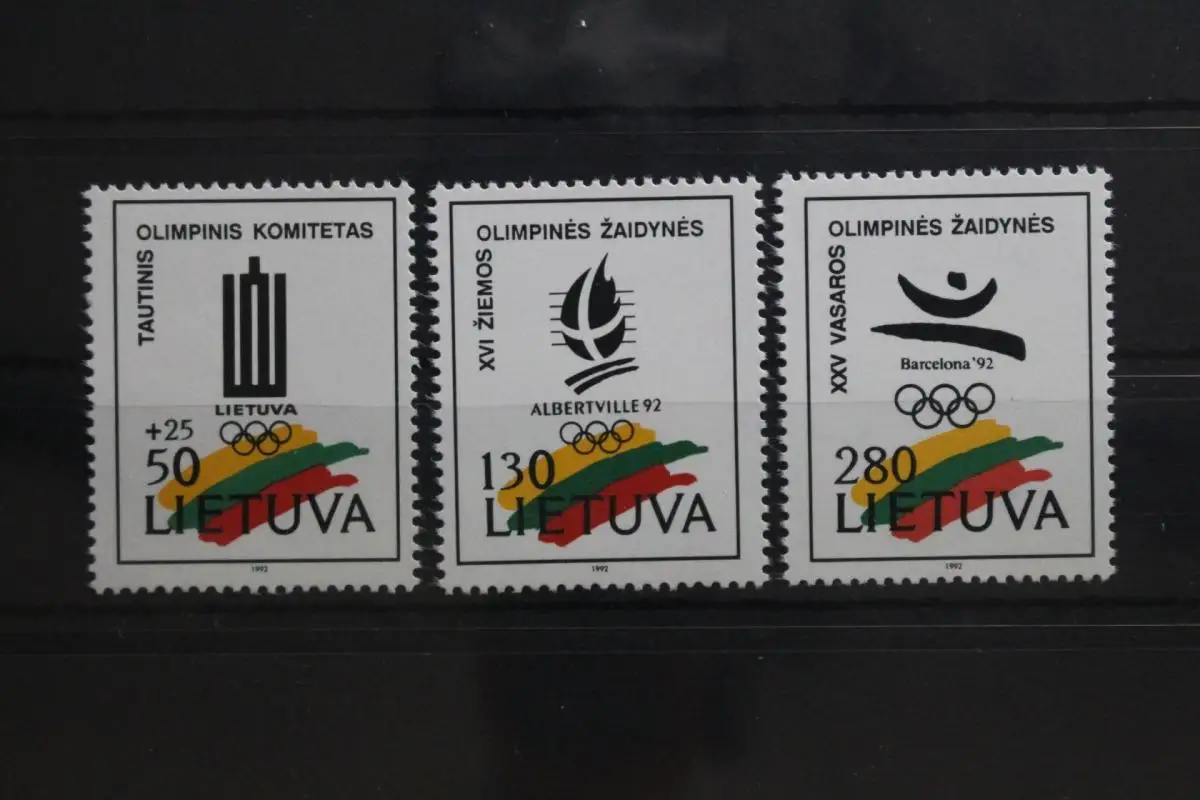 TAUTINIS
OLIMPINIS KOMITETAS
LIETUVA
+25
50
LIETUVA
1992
XVI ŽIEMOS
OLIMPINĖS ŽAIDYNĖS
ALBERTVILLE 92
130
LIETUVA
1992
XXV VASAROS
OLIMPINĖS ŽAIDYNĖS
Barcelona '92
280
LIETUVA
1992